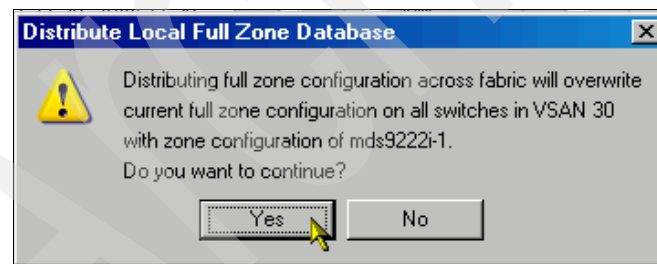 Distribute Local Full Zone Database
Distributing full zone configuration across fabric will overwrite
current full zone configuration on all switches in VSAN 30
with zone configuration of mds9222i-1.
Do you want to continue?
Yes No